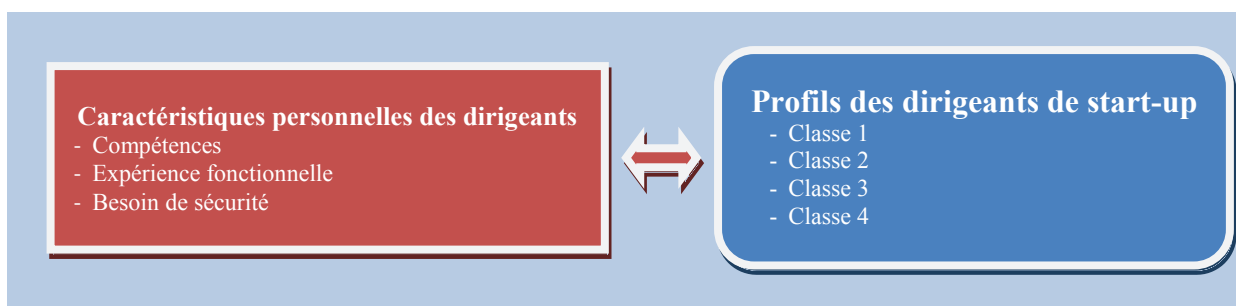 Caractéristiques personnelles des dirigeants
- Compétences
- Expérience fonctionnelle
- Besoin de sécurité
Profils des dirigeants de start-up
- Classe 1
- Classe 2
- Classe 3
- Classe 4